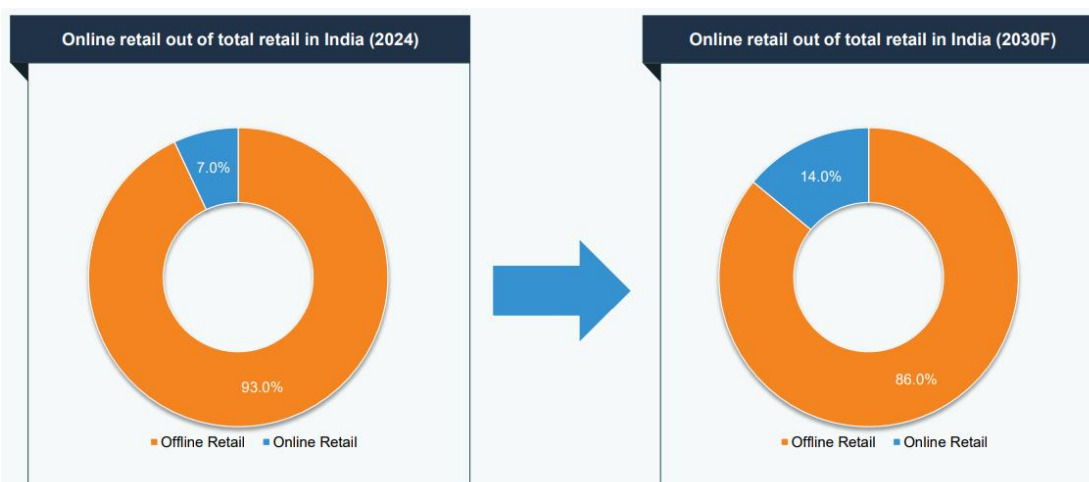 Online retail out of total retail in India (2024)
7.0%
93.0%
Offline Retail Online Retail
Online retail out of total retail in India (2030F)
14.0%
86.0%
Offline Retail Online Retail